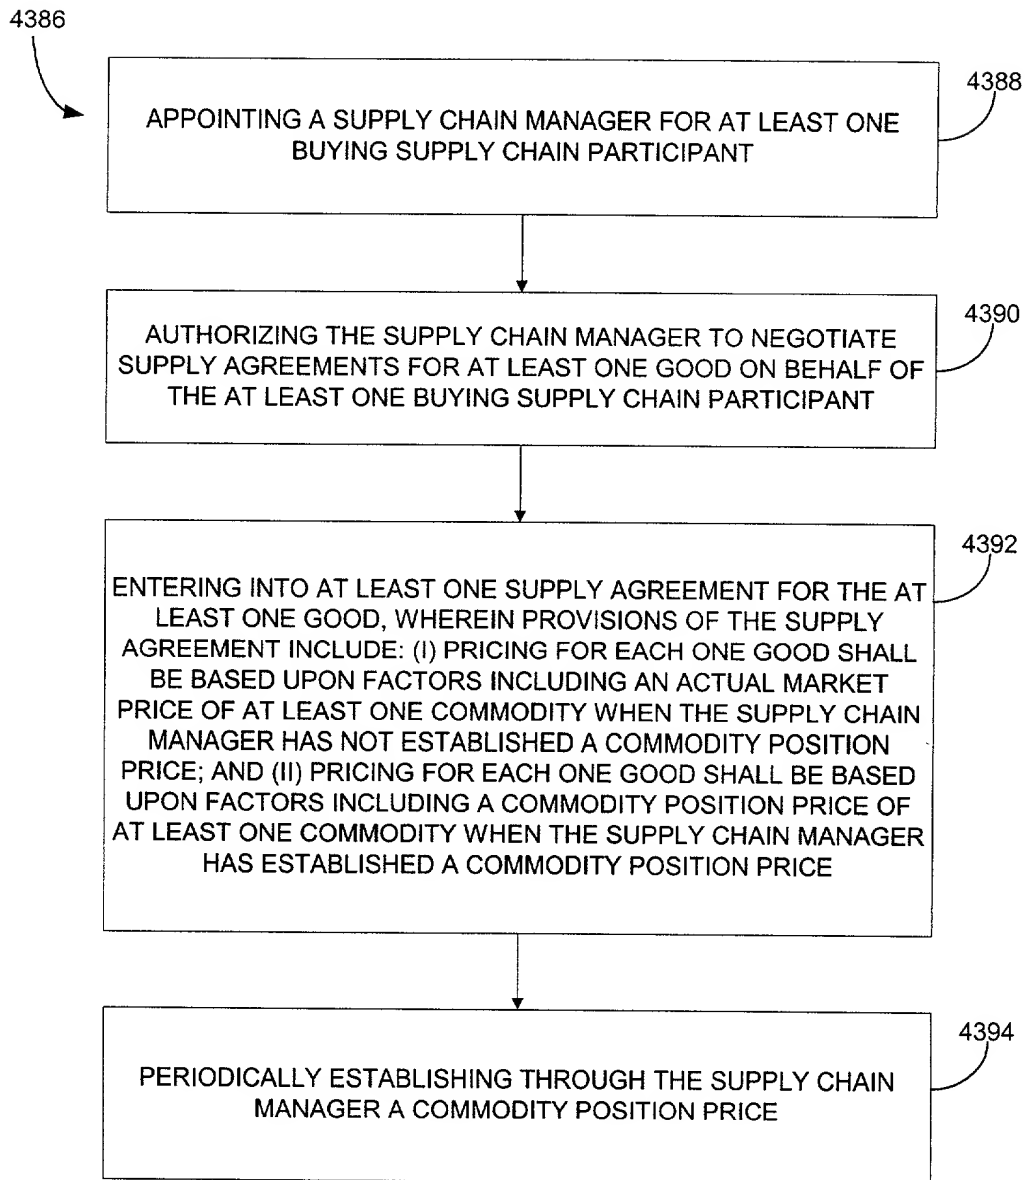 4386
4388
APPOINTING A SUPPLY CHAIN MANAGER FOR AT LEAST ONE
BUYING SUPPLY CHAIN PARTICIPANT
4390
AUTHORIZING THE SUPPLY CHAIN MANAGER TO NEGOTIATE
SUPPLY AGREEMENTS FOR AT LEAST ONE GOOD ON BEHALF OF
THE AT LEAST ONE BUYING SUPPLY CHAIN PARTICIPANT
4392
ENTERING INTO AT LEAST ONE SUPPLY AGREEMENT FOR THE AT
LEAST ONE GOOD, WHEREIN PROVISIONS OF THE SUPPLY
AGREEMENT INCLUDE: (I) PRICING FOR EACH ONE GOOD SHALL
BE BASED UPON FACTORS INCLUDING AN ACTUAL MARKET
PRICE OF AT LEAST ONE COMMODITY WHEN THE SUPPLY CHAIN
MANAGER HAS NOT ESTABLISHED A COMMODITY POSITION
PRICE; AND (II) PRICING FOR EACH ONE GOOD SHALL BE BASED
UPON FACTORS INCLUDING A COMMODITY POSITION PRICE OF
AT LEAST ONE COMMODITY WHEN THE SUPPLY CHAIN MANAGER
HAS ESTABLISHED A COMMODITY POSITION PRICE
4394
PERIODICALLY ESTABLISHING THROUGH THE SUPPLY CHAIN
MANAGER A COMMODITY POSITION PRICE